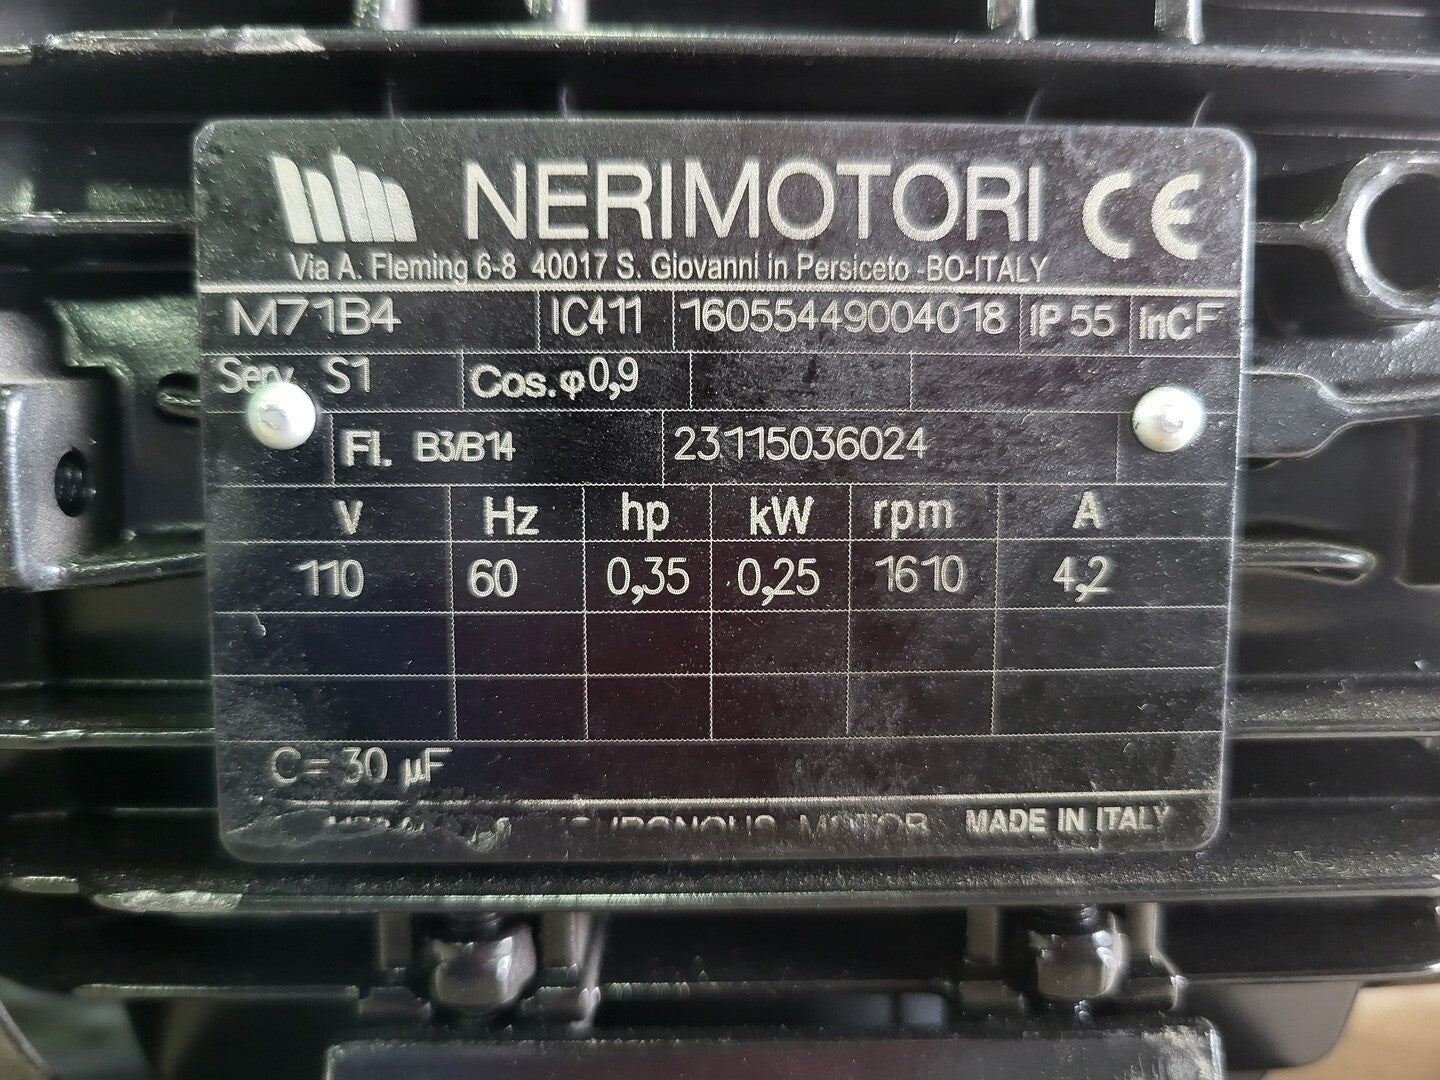 NERIMOTORI CE
Via A. Fleming 6-8 40017 S. Giovanni in Persiceto -BO-ITALY
M71B4 IC411 16055449004018 IP 55 InCF
Serv. S1 Cos.φ0,9
Fl. B3/B14 23115036024
V Hz hp kW rpm A
110 60 0,35 0,25 1610 4,2
C= 30 µF
MOTOR MADE IN ITALY